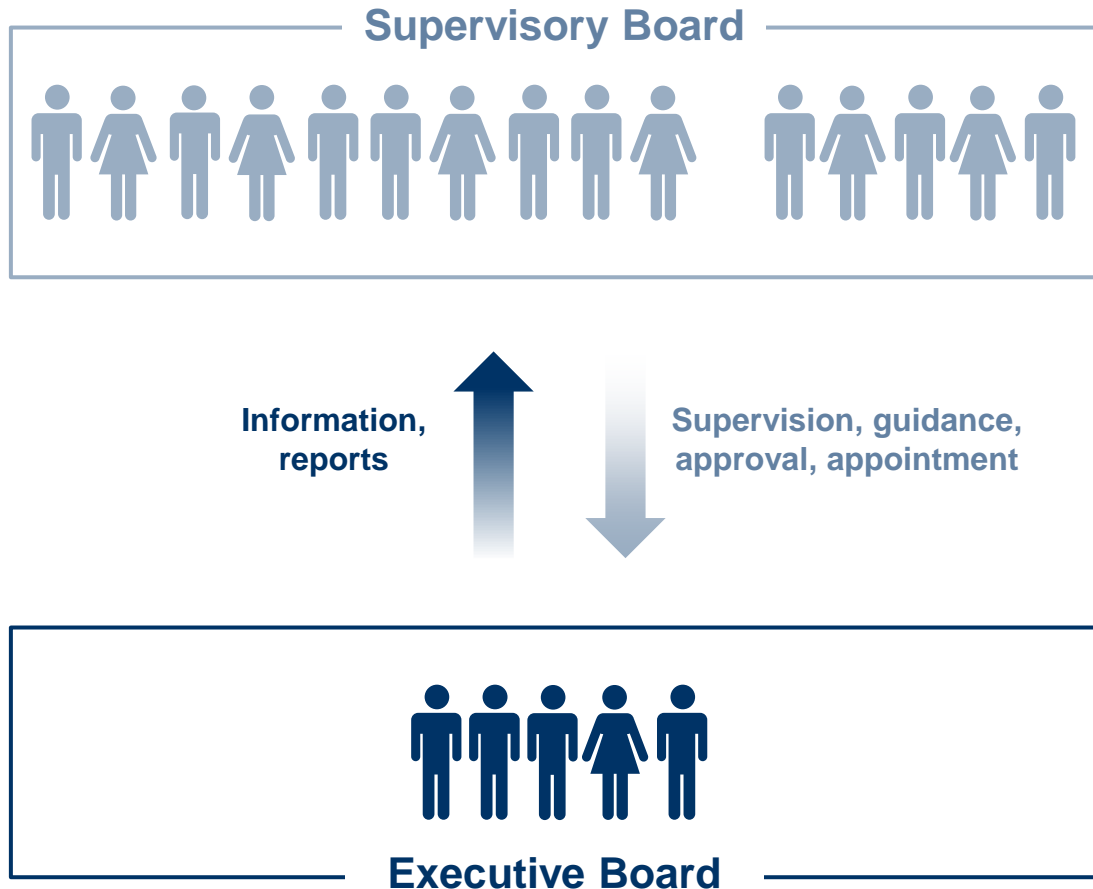 Supervisory Board
Information,
reports
Supervision, guidance,
approval, appointment
Executive Board